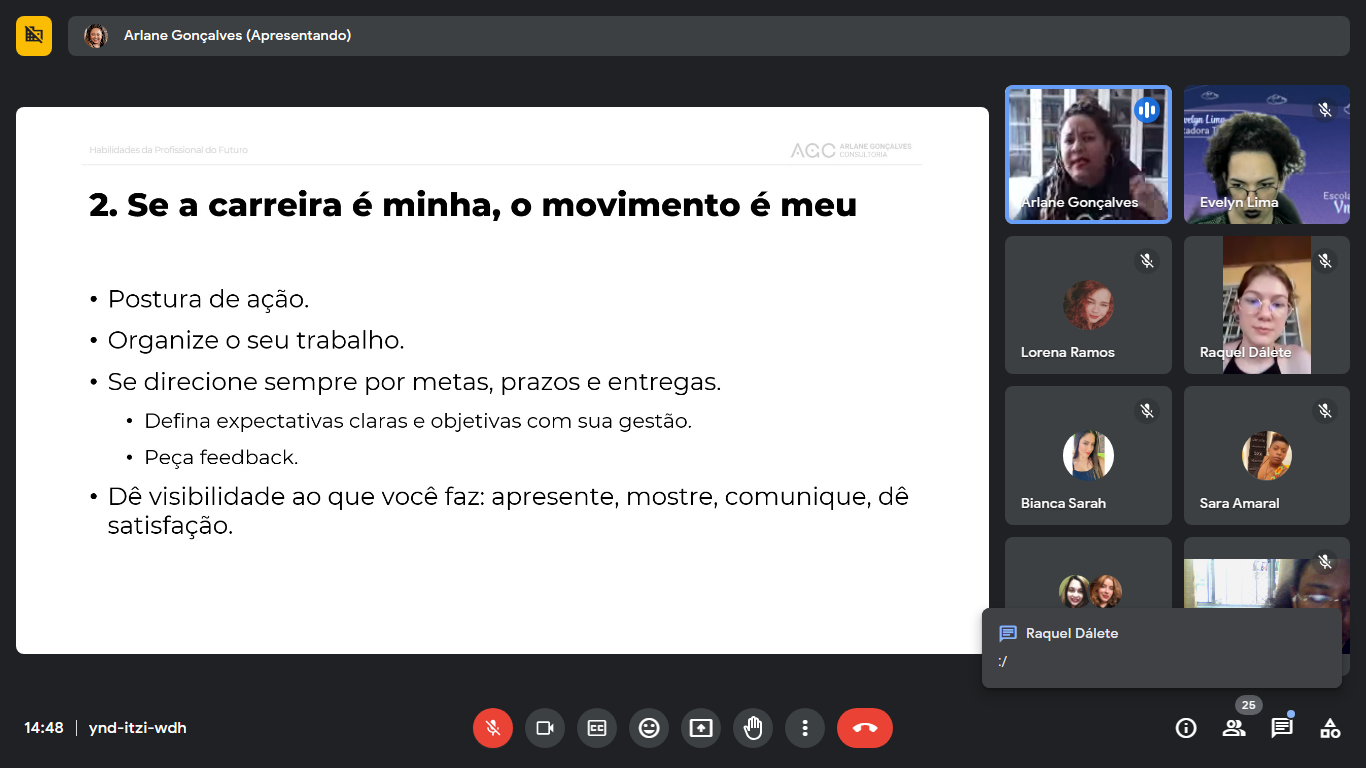 Arlane Gonçalves (Apresentando)
Habilidades da Profissional do Futuro
AGC ARLANE GONÇALVES
CONSULTORIA
2. Se a carreira é minha, o movimento é meu
• Postura de ação.
• Organize o seu trabalho.
• Se direcione sempre por metas, prazos e entregas.
• Defina expectativas claras e objetivas com sua gestão.
• Peça feedback.
• Dê visibilidade ao que você faz: apresente, mostre, comunique, dê
satisfação.
Arlane Gonçalves
Evelyn Lima
Lorena Ramos
Raquel Dálete
Bianca Sarah
Sara Amaral
Raquel Dálete
:/
14:48 | ynd-itzi-wdh
CC
25